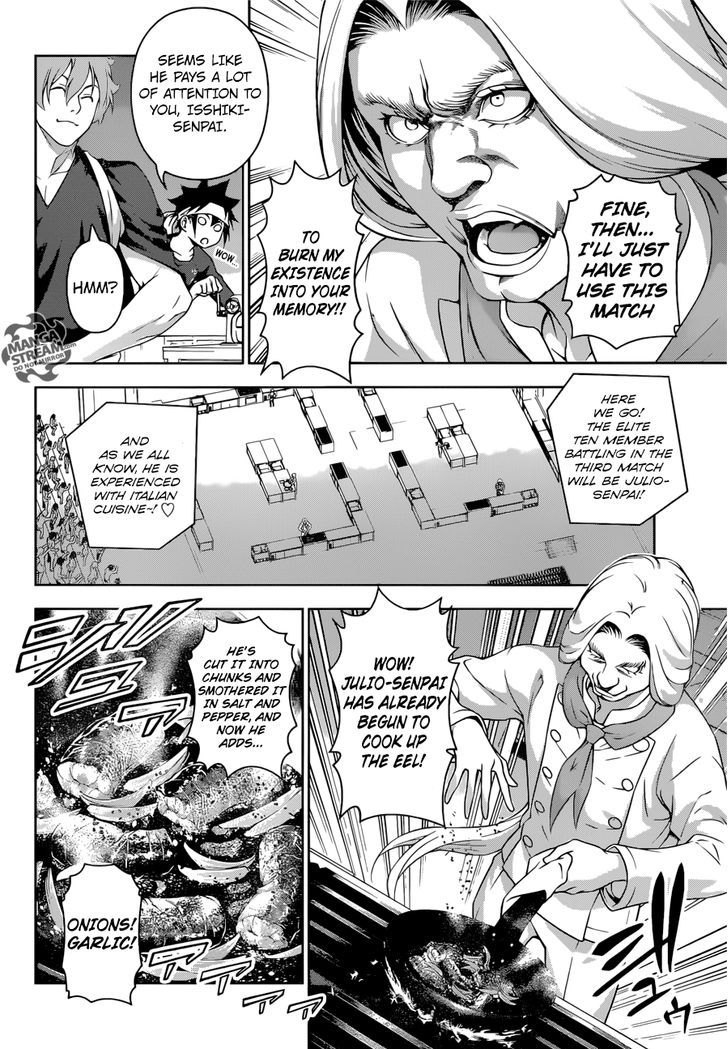 FINE,
THEN...
I'LL JUST
HAVE TO
USE THIS
MATCH
TO
BURN MY
EXISTENCE
INTO YOUR
MEMORY!!
SEEMS LIKE
HE PAYS A LOT
OF ATTENTION TO
YOU, ISSHIKI-
SENPAI.
WOW...
HMM?
MANGA
STREAM.com
DO NOT MIRROR
HERE
WE GO!
THE ELITE
TEN MEMBER
BATTLING IN THE
THIRD MATCH
WILL BE JULIO-
SENPAI!
AND
AS WE ALL
KNOW, HE IS
EXPERIENCED
WITH ITALIAN
CUISINE~! ♡
WOW!
JULIO-SENPAI
HAS ALREADY
BEGUN TO
COOK UP
THE EEL!
HE'S
CUT IT INTO
CHUNKS AND
SMOTHERED IT
IN SALT AND
PEPPER, AND
NOW HE
ADDS...
ONIONS!
GARLIC!